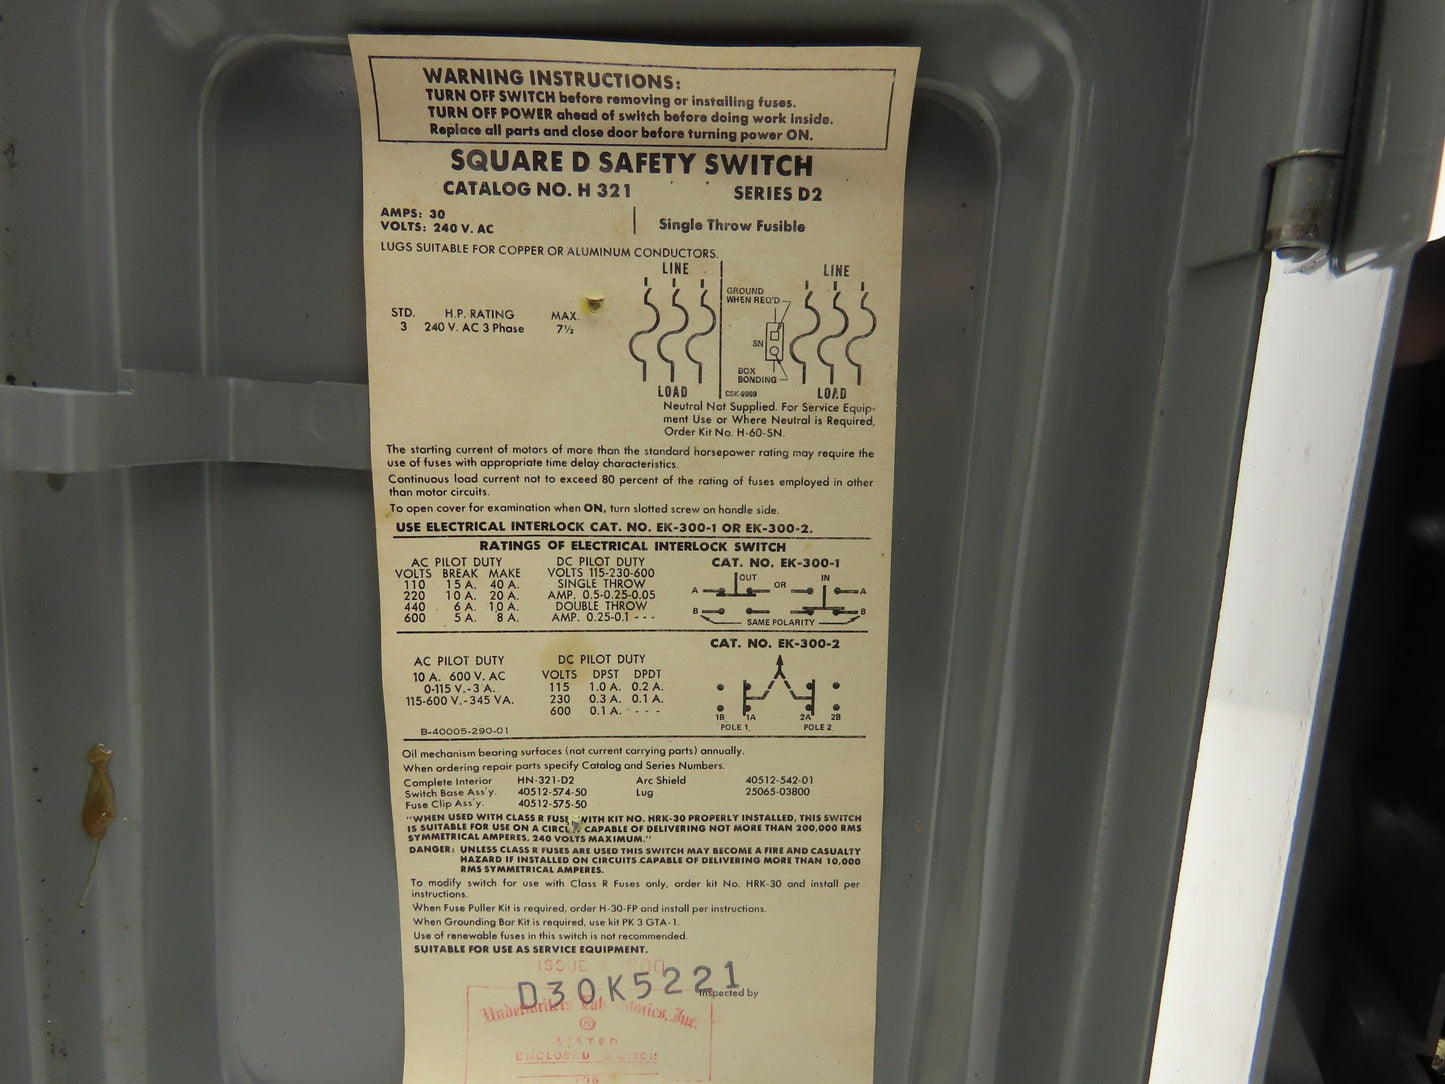 WARNING INSTRUCTIONS:
TURN OFF SWITCH before removing or installing fuses.
TURN OFF POWER ahead of switch before doing work inside.
Replace all parts and close door before turning power ON.
SQUARE D SAFETY SWITCH
CATALOG NO. H 321 SERIES D2
AMPS: 30
VOLTS: 240 V. AC
Single Throw Fusible
LUGS SUITABLE FOR COPPER OR ALUMINUM CONDUCTORS.
LINE LINE
GROUND
WHEN REQ'D
STD. H.P. RATING MAX.
3 240 V. AC 3 Phase 7½
SN
BOX
BONDING
LOAD CSK-9969 LOAD
Neutral Not Supplied. For Service Equip-
ment Use or Where Neutral is Required,
Order Kit No. H-60-SN.
The starting current of motors of more than the standard horsepower rating may require the
use of fuses with appropriate time delay characteristics.
Continuous load current not to exceed 80 percent of the rating of fuses employed in other
than motor circuits.
To open cover for examination when ON, turn slotted screw on handle side.
USE ELECTRICAL INTERLOCK CAT. NO. EK-300-1 OR EK-300-2.
RATINGS OF ELECTRICAL INTERLOCK SWITCH
AC PILOT DUTY DC PILOT DUTY CAT. NO. EK-300-1
VOLTS BREAK MAKE VOLTS 115-230-600
110 15 A. 40 A. SINGLE THROW
220 10 A. 20 A. AMP. 0.5-0.25-0.05
440 6 A. 10 A. DOUBLE THROW
600 5 A. 8 A. AMP. 0.25-0.1 - - -
OUT OR IN
A A
B B
SAME POLARITY
CAT. NO. EK-300-2
AC PILOT DUTY DC PILOT DUTY
10 A. 600 V. AC VOLTS DPST DPDT
0-115 V.-3 A. 115 1.0 A. 0.2 A.
115-600 V.-345 VA. 230 0.3 A. 0.1 A.
600 0.1 A. - - - -
1B 1A 2A 2B
POLE 1 POLE 2
B-40005-290-01
Oil mechanism bearing surfaces (not current carrying parts) annually.
When ordering repair parts specify Catalog and Series Numbers.
Complete Interior HN-321-D2 Arc Shield 40512-542-01
Switch Base Ass'y. 40512-574-50 Lug 25065-03800
Fuse Clip Ass'y. 40512-575-50
"WHEN USED WITH CLASS R FUSE WITH KIT NO. HRK-30 PROPERLY INSTALLED, THIS SWITCH
IS SUITABLE FOR USE ON A CIRCU CAPABLE OF DELIVERING NOT MORE THAN 200,000 RMS
SYMMETRICAL AMPERES, 240 VOLTS MAXIMUM."
DANGER: UNLESS CLASS R FUSES ARE USED THIS SWITCH MAY BECOME A FIRE AND CASUALTY
HAZARD IF INSTALLED ON CIRCUITS CAPABLE OF DELIVERING MORE THAN 10,000
RMS SYMMETRICAL AMPERES.
To modify switch for use with Class R Fuses only, order kit No. HRK-30 and install per
instructions.
When Fuse Puller Kit is required, order H-30-FP and install per instructions.
When Grounding Bar Kit is required, use kit PK 3 GTA-1.
Use of renewable fuses in this switch is not recommended.
SUITABLE FOR USE AS SERVICE EQUIPMENT.
ISSUE
D30K5221
Inspected by
Underwriters Laboratories, Inc.
LISTED
ENCLOSED SWITCH